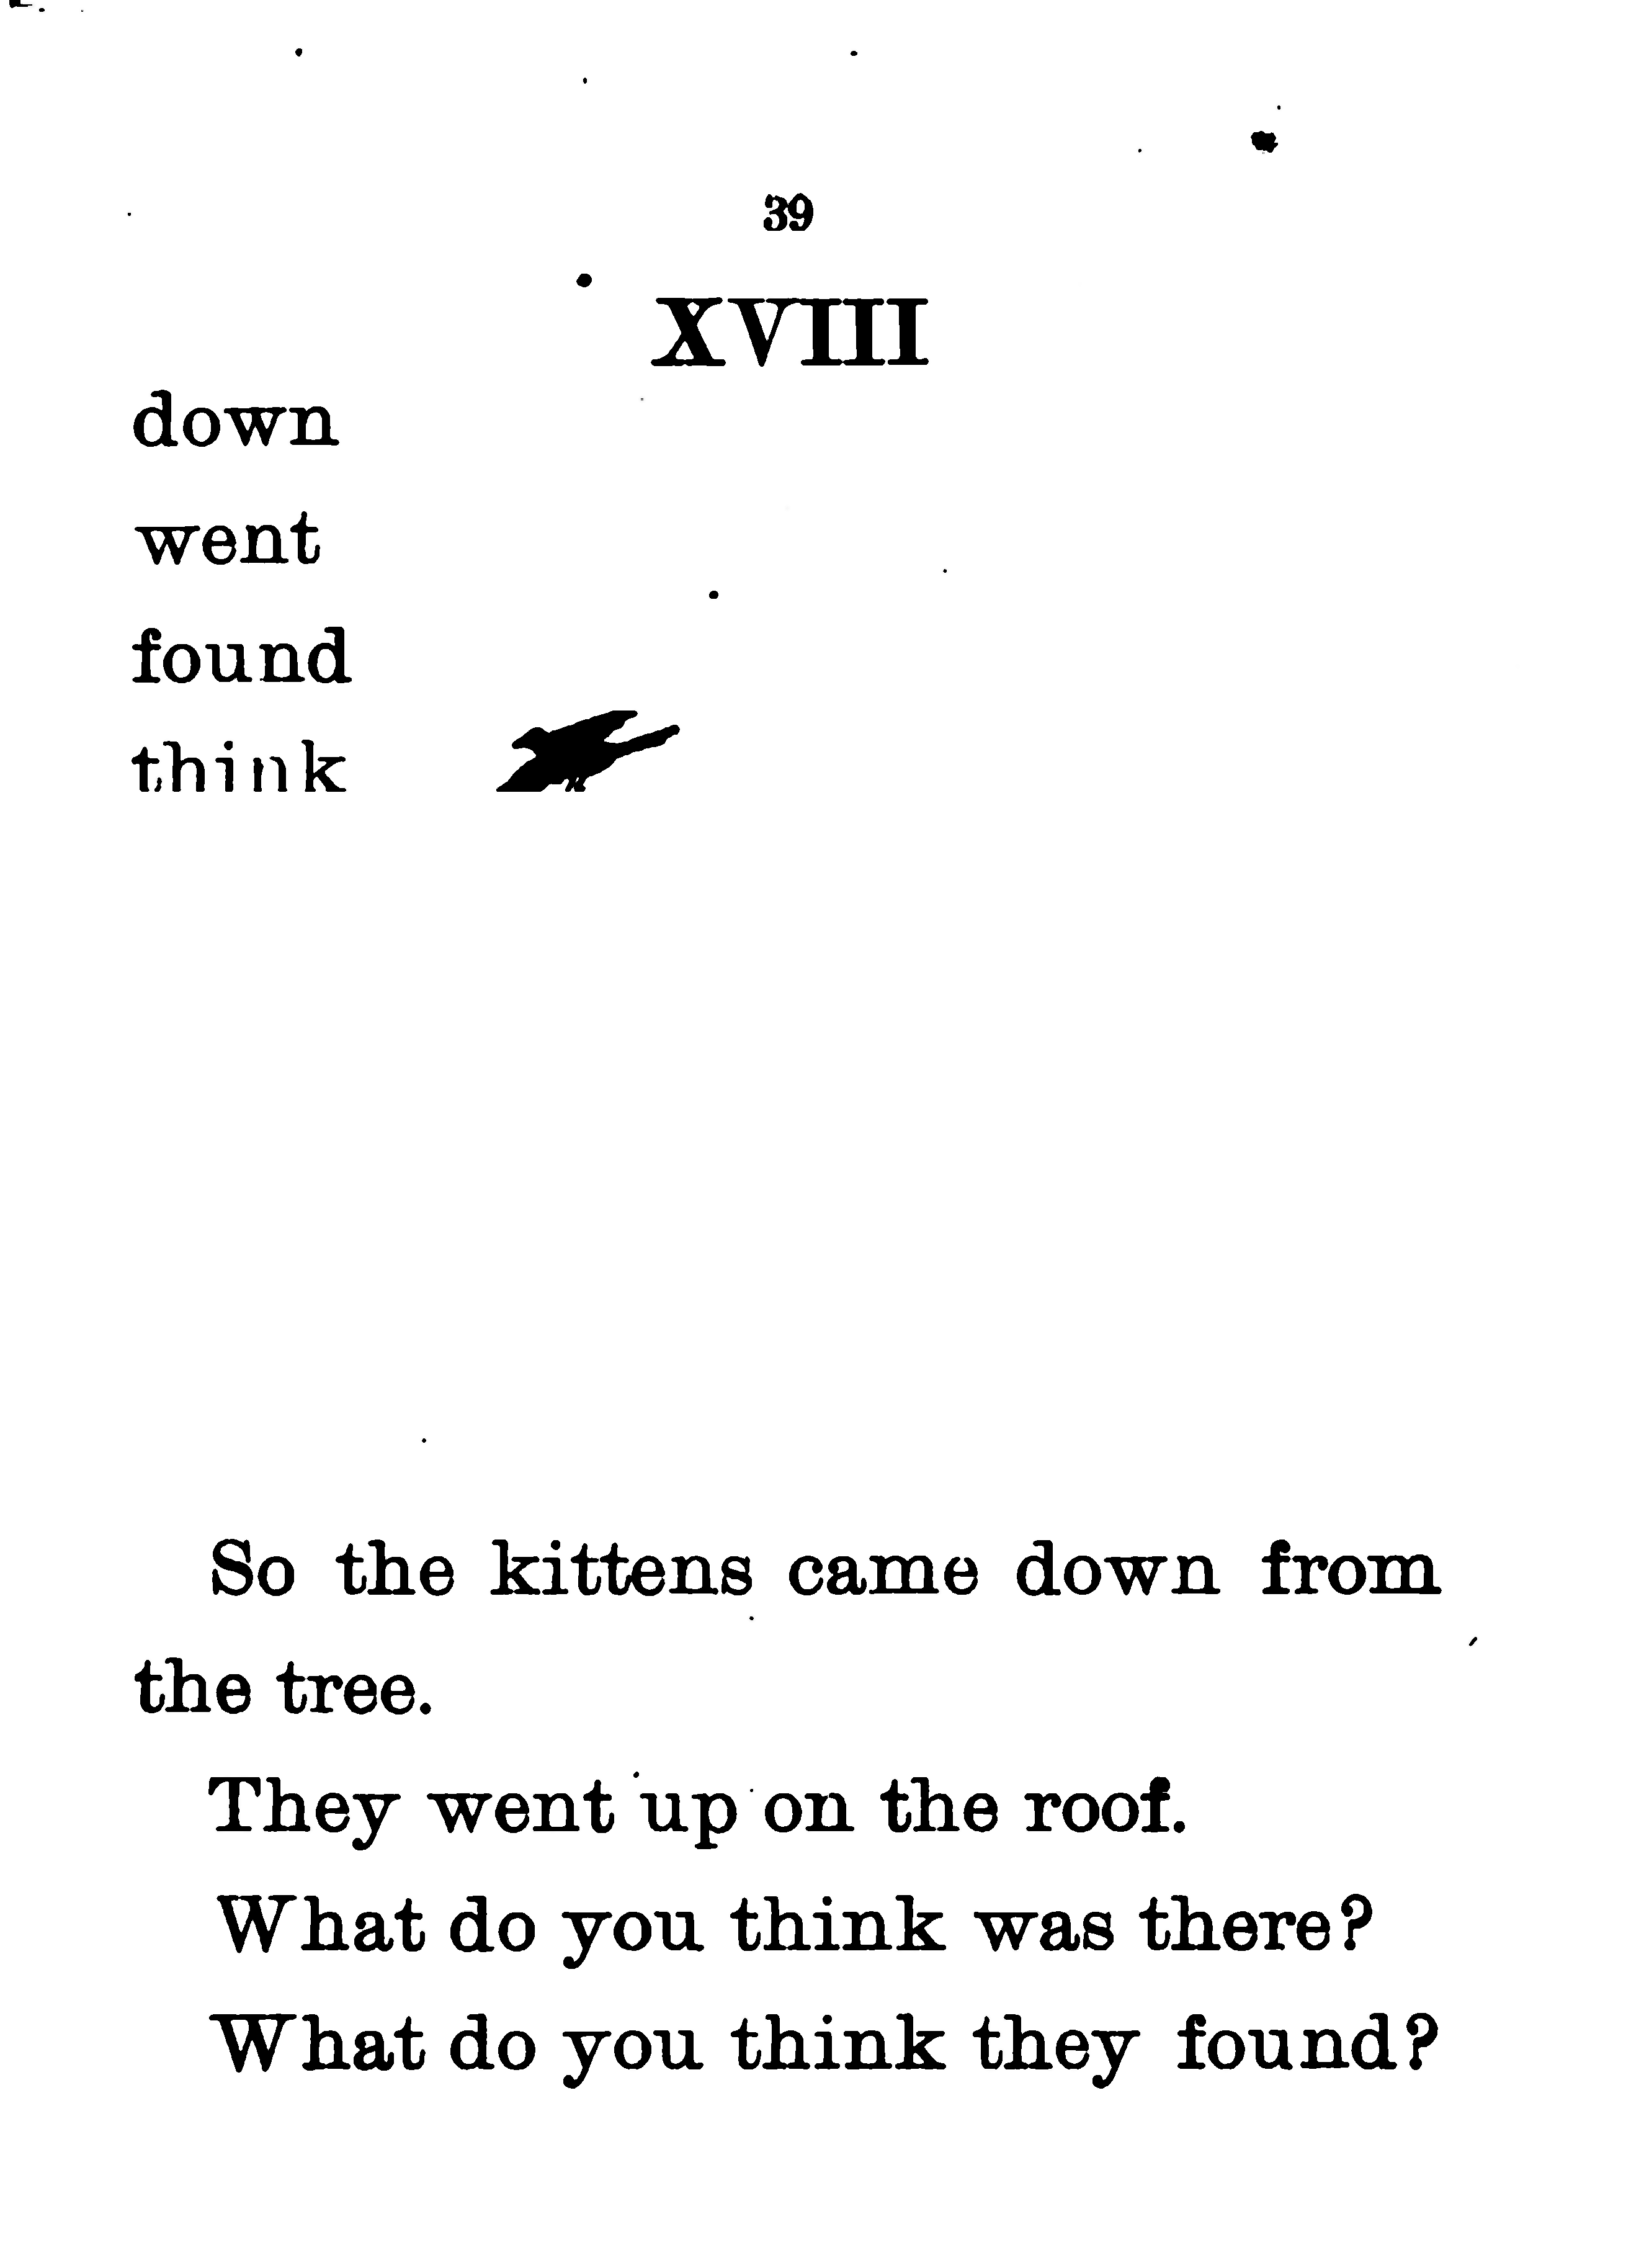 39
XVIII
down
went
found
think
So the kittens came down from
the tree.
They went up on the roof.
What do you think was there?
What do you think they found?